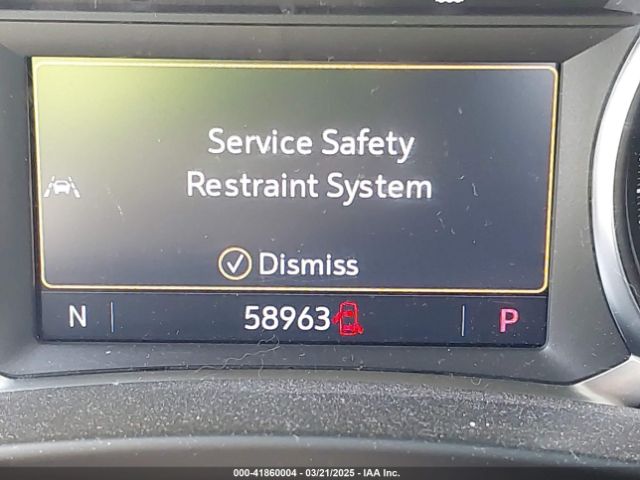 Service Safety
Restraint System
Dismiss
N 58963 P
000-41860004 - 03/21/2025 - IAA Inc.